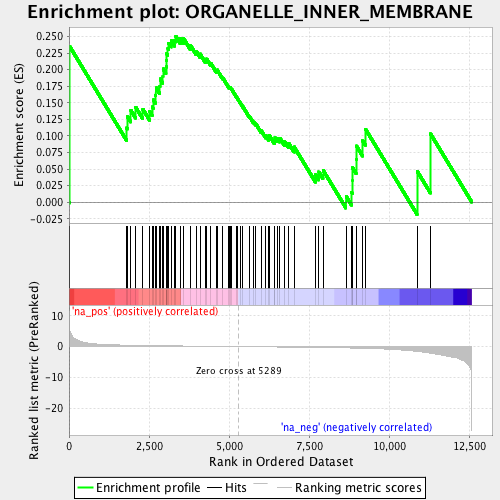 Enrichment plot: ORGANELLE_INNER_MEMBRANE
Enrichment score (ES)
0.250
0.225
0.200
0.175
0.150
0.125
0.100
0.075
0.050
0.025
0.000
-0.025
'na_pos' (positively correlated)
Ranked list metric (PreRanked)
10
0
-10
-20
Zero cross at 5289
'na_neg' (negatively correlated)
0
2,500
5,000
7,500
10,000
12,500
Rank in Ordered Dataset
Enrichment profile
Hits
Ranking metric scores